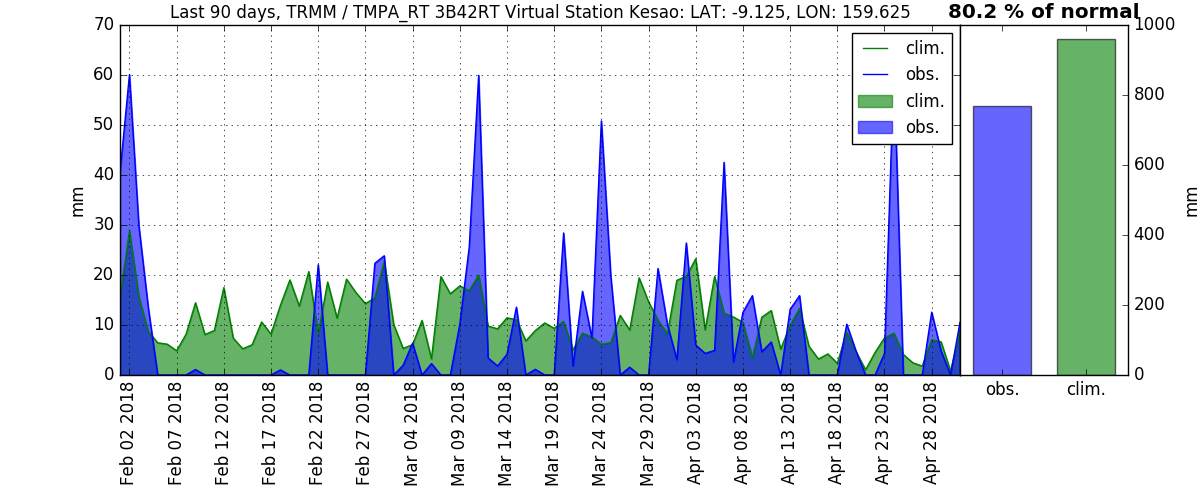 Last 90 days, TRMM / TMPA_RT 3B42RT Virtual Station Kesao: LAT: -9.125, LON: 159.625
80.2 % of normal
70
60
50
40
30
20
10
0
mm
clim.
obs.
clim.
obs.
Feb 02 2018
Feb 07 2018
Feb 12 2018
Feb 17 2018
Feb 22 2018
Feb 27 2018
Mar 04 2018
Mar 09 2018
Mar 14 2018
Mar 19 2018
Mar 24 2018
Mar 29 2018
Apr 03 2018
Apr 08 2018
Apr 13 2018
Apr 18 2018
Apr 23 2018
Apr 28 2018
1000
800
600
400
200
0
mm
obs.
clim.